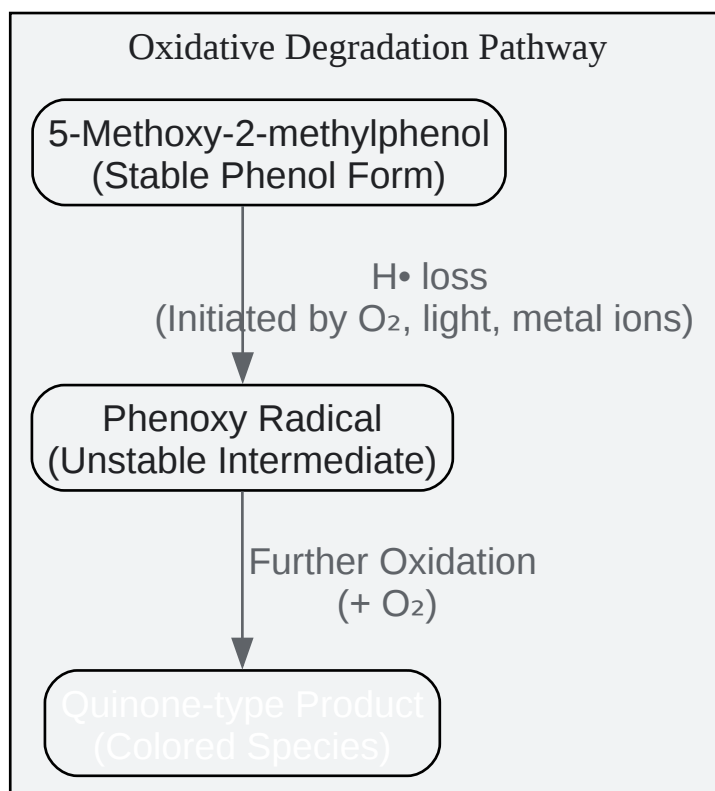 Oxidative Degradation Pathway
5-Methoxy-2-methylphenol
(Stable Phenol Form)
H• loss
(Initiated by O₂, light, metal ions)
Phenoxy Radical
(Unstable Intermediate)
Further Oxidation
(+ O₂)
Quinone-type Product
(Colored Species)